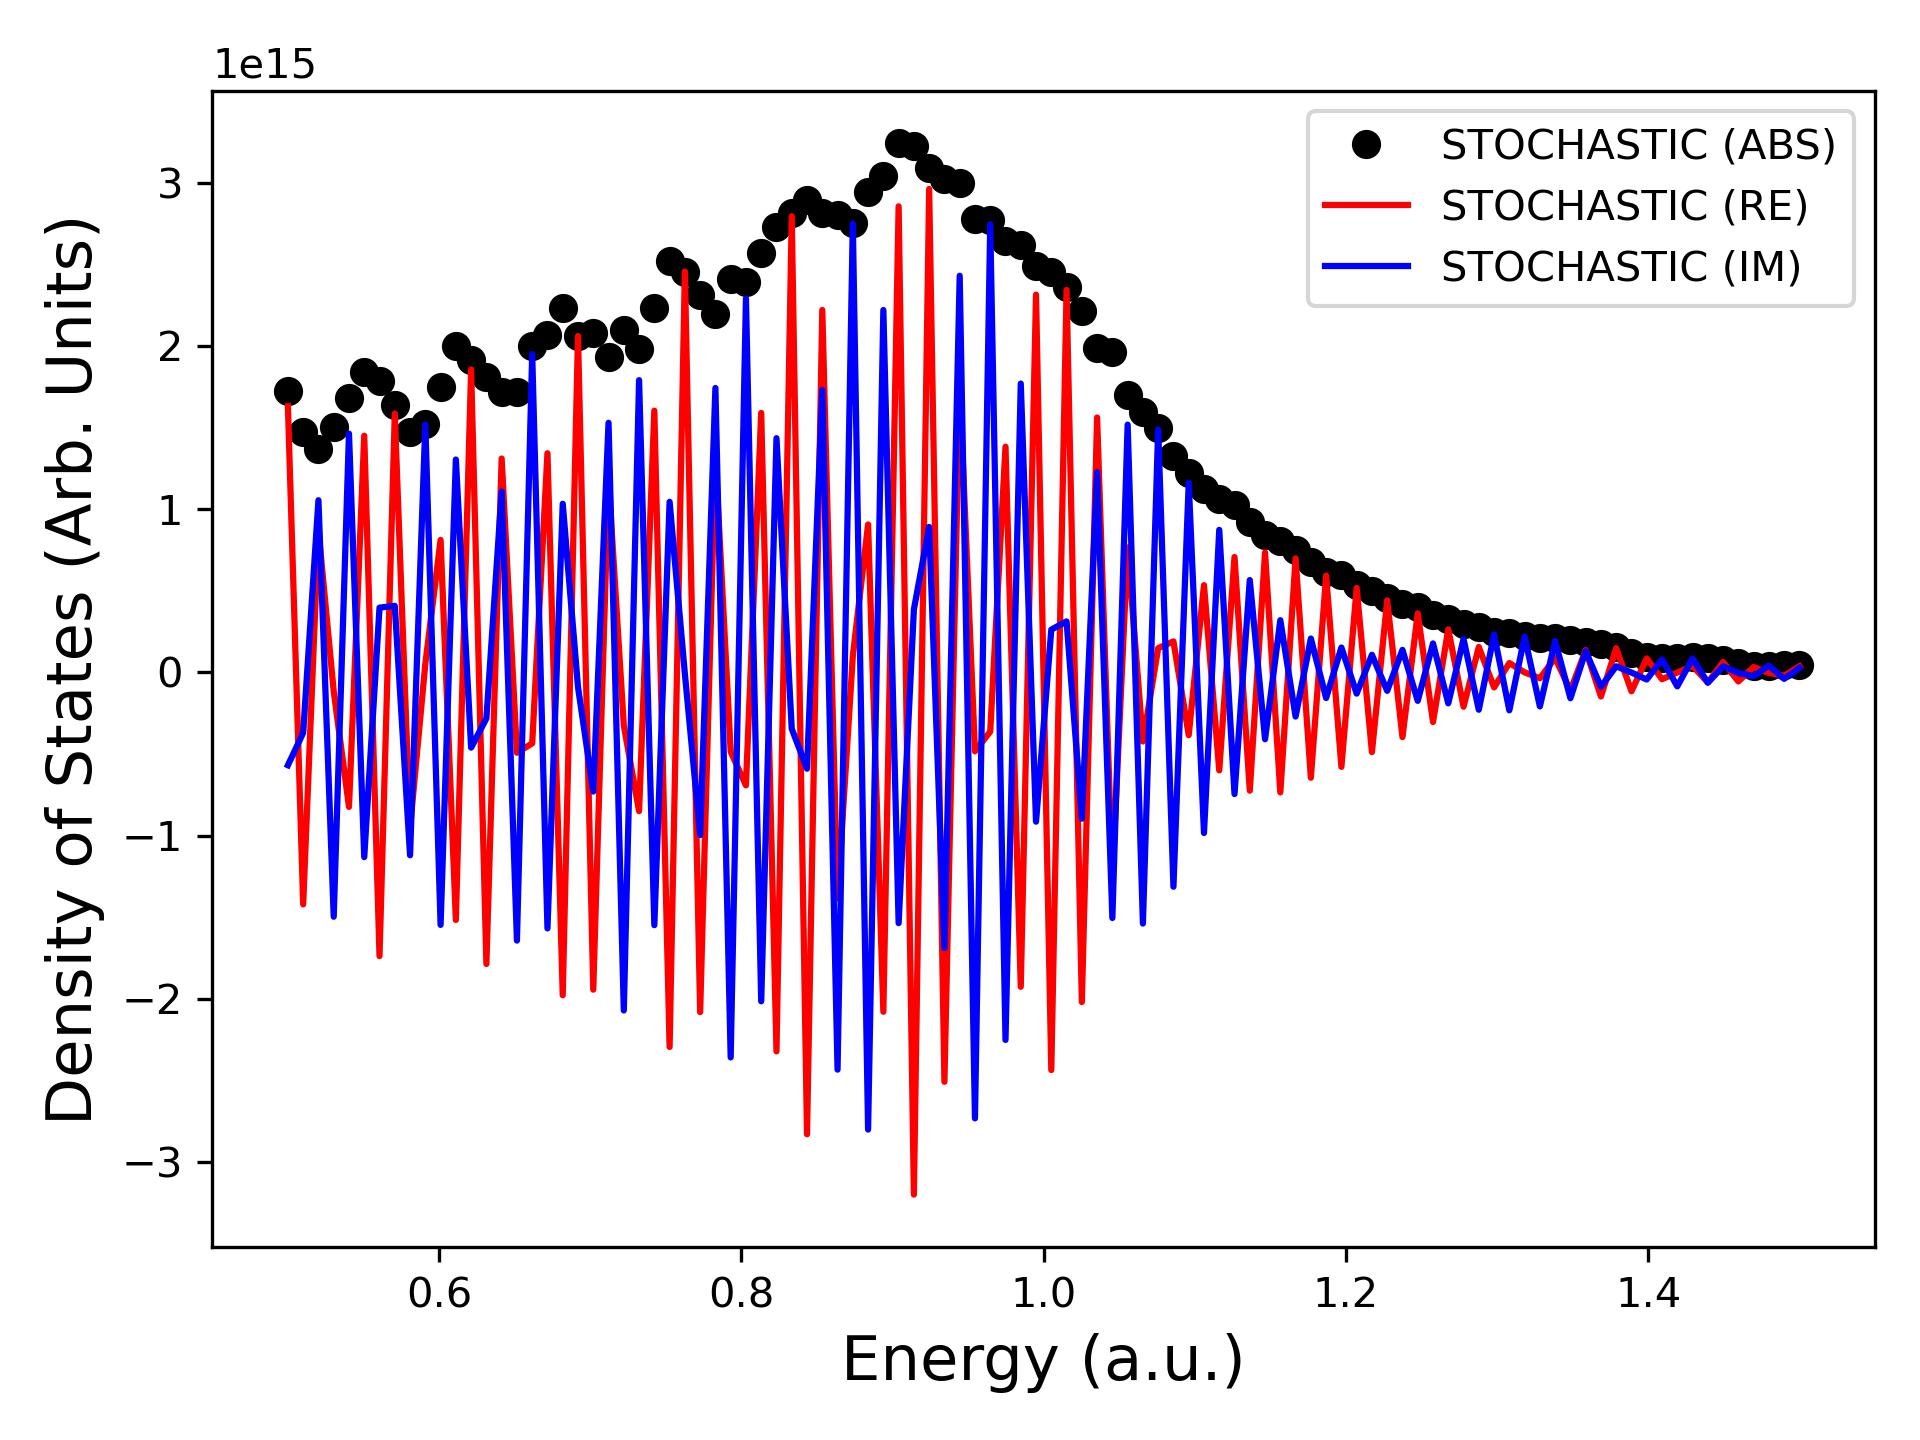 1e15
Density of States (Arb. Units)
3
2
1
0
−1
−2
−3
STOCHASTIC (ABS)
STOCHASTIC (RE)
STOCHASTIC (IM)
0.6 0.8 1.0 1.2 1.4
Energy (a.u.)